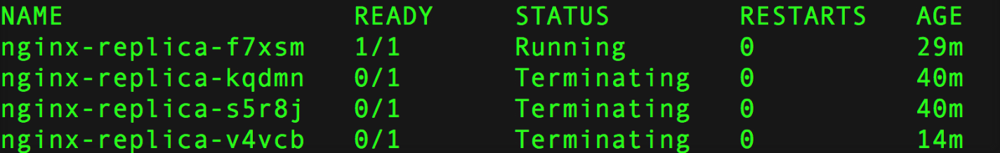 NAME READY STATUS RESTARTS AGE
nginx-replica-f7xsm 1/1 Running 0 29m
nginx-replica-kqdmn 0/1 Terminating 0 40m
nginx-replica-s5r8j 0/1 Terminating 0 40m
nginx-replica-v4vcb 0/1 Terminating 0 14m